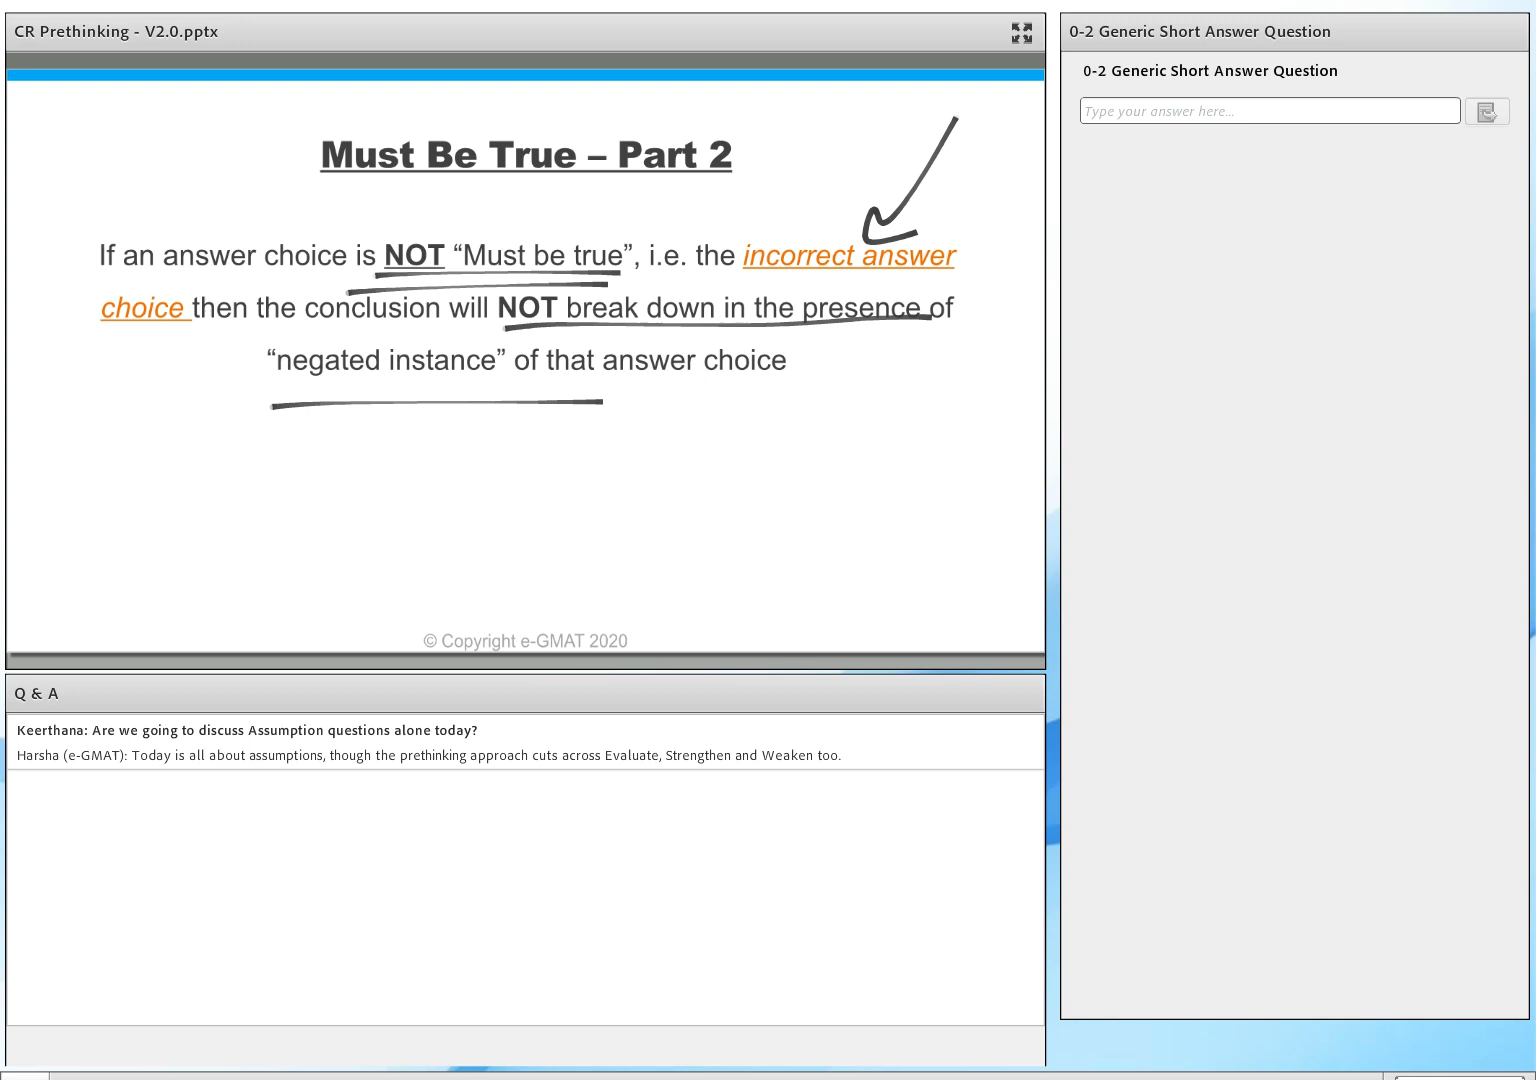 CR Prethinking - V2.0.pptx
Must Be True – Part 2
If an answer choice is NOT “Must be true”, i.e. the incorrect answer
choice then the conclusion will NOT break down in the presence of
“negated instance” of that answer choice
© Copyright e-GMAT 2020
Q & A
Keerthana: Are we going to discuss Assumption questions alone today?
Harsha (e-GMAT): Today is all about assumptions, though the prethinking approach cuts across Evaluate, Strengthen and Weaken too.
0-2 Generic Short Answer Question
0-2 Generic Short Answer Question
Type your answer here...